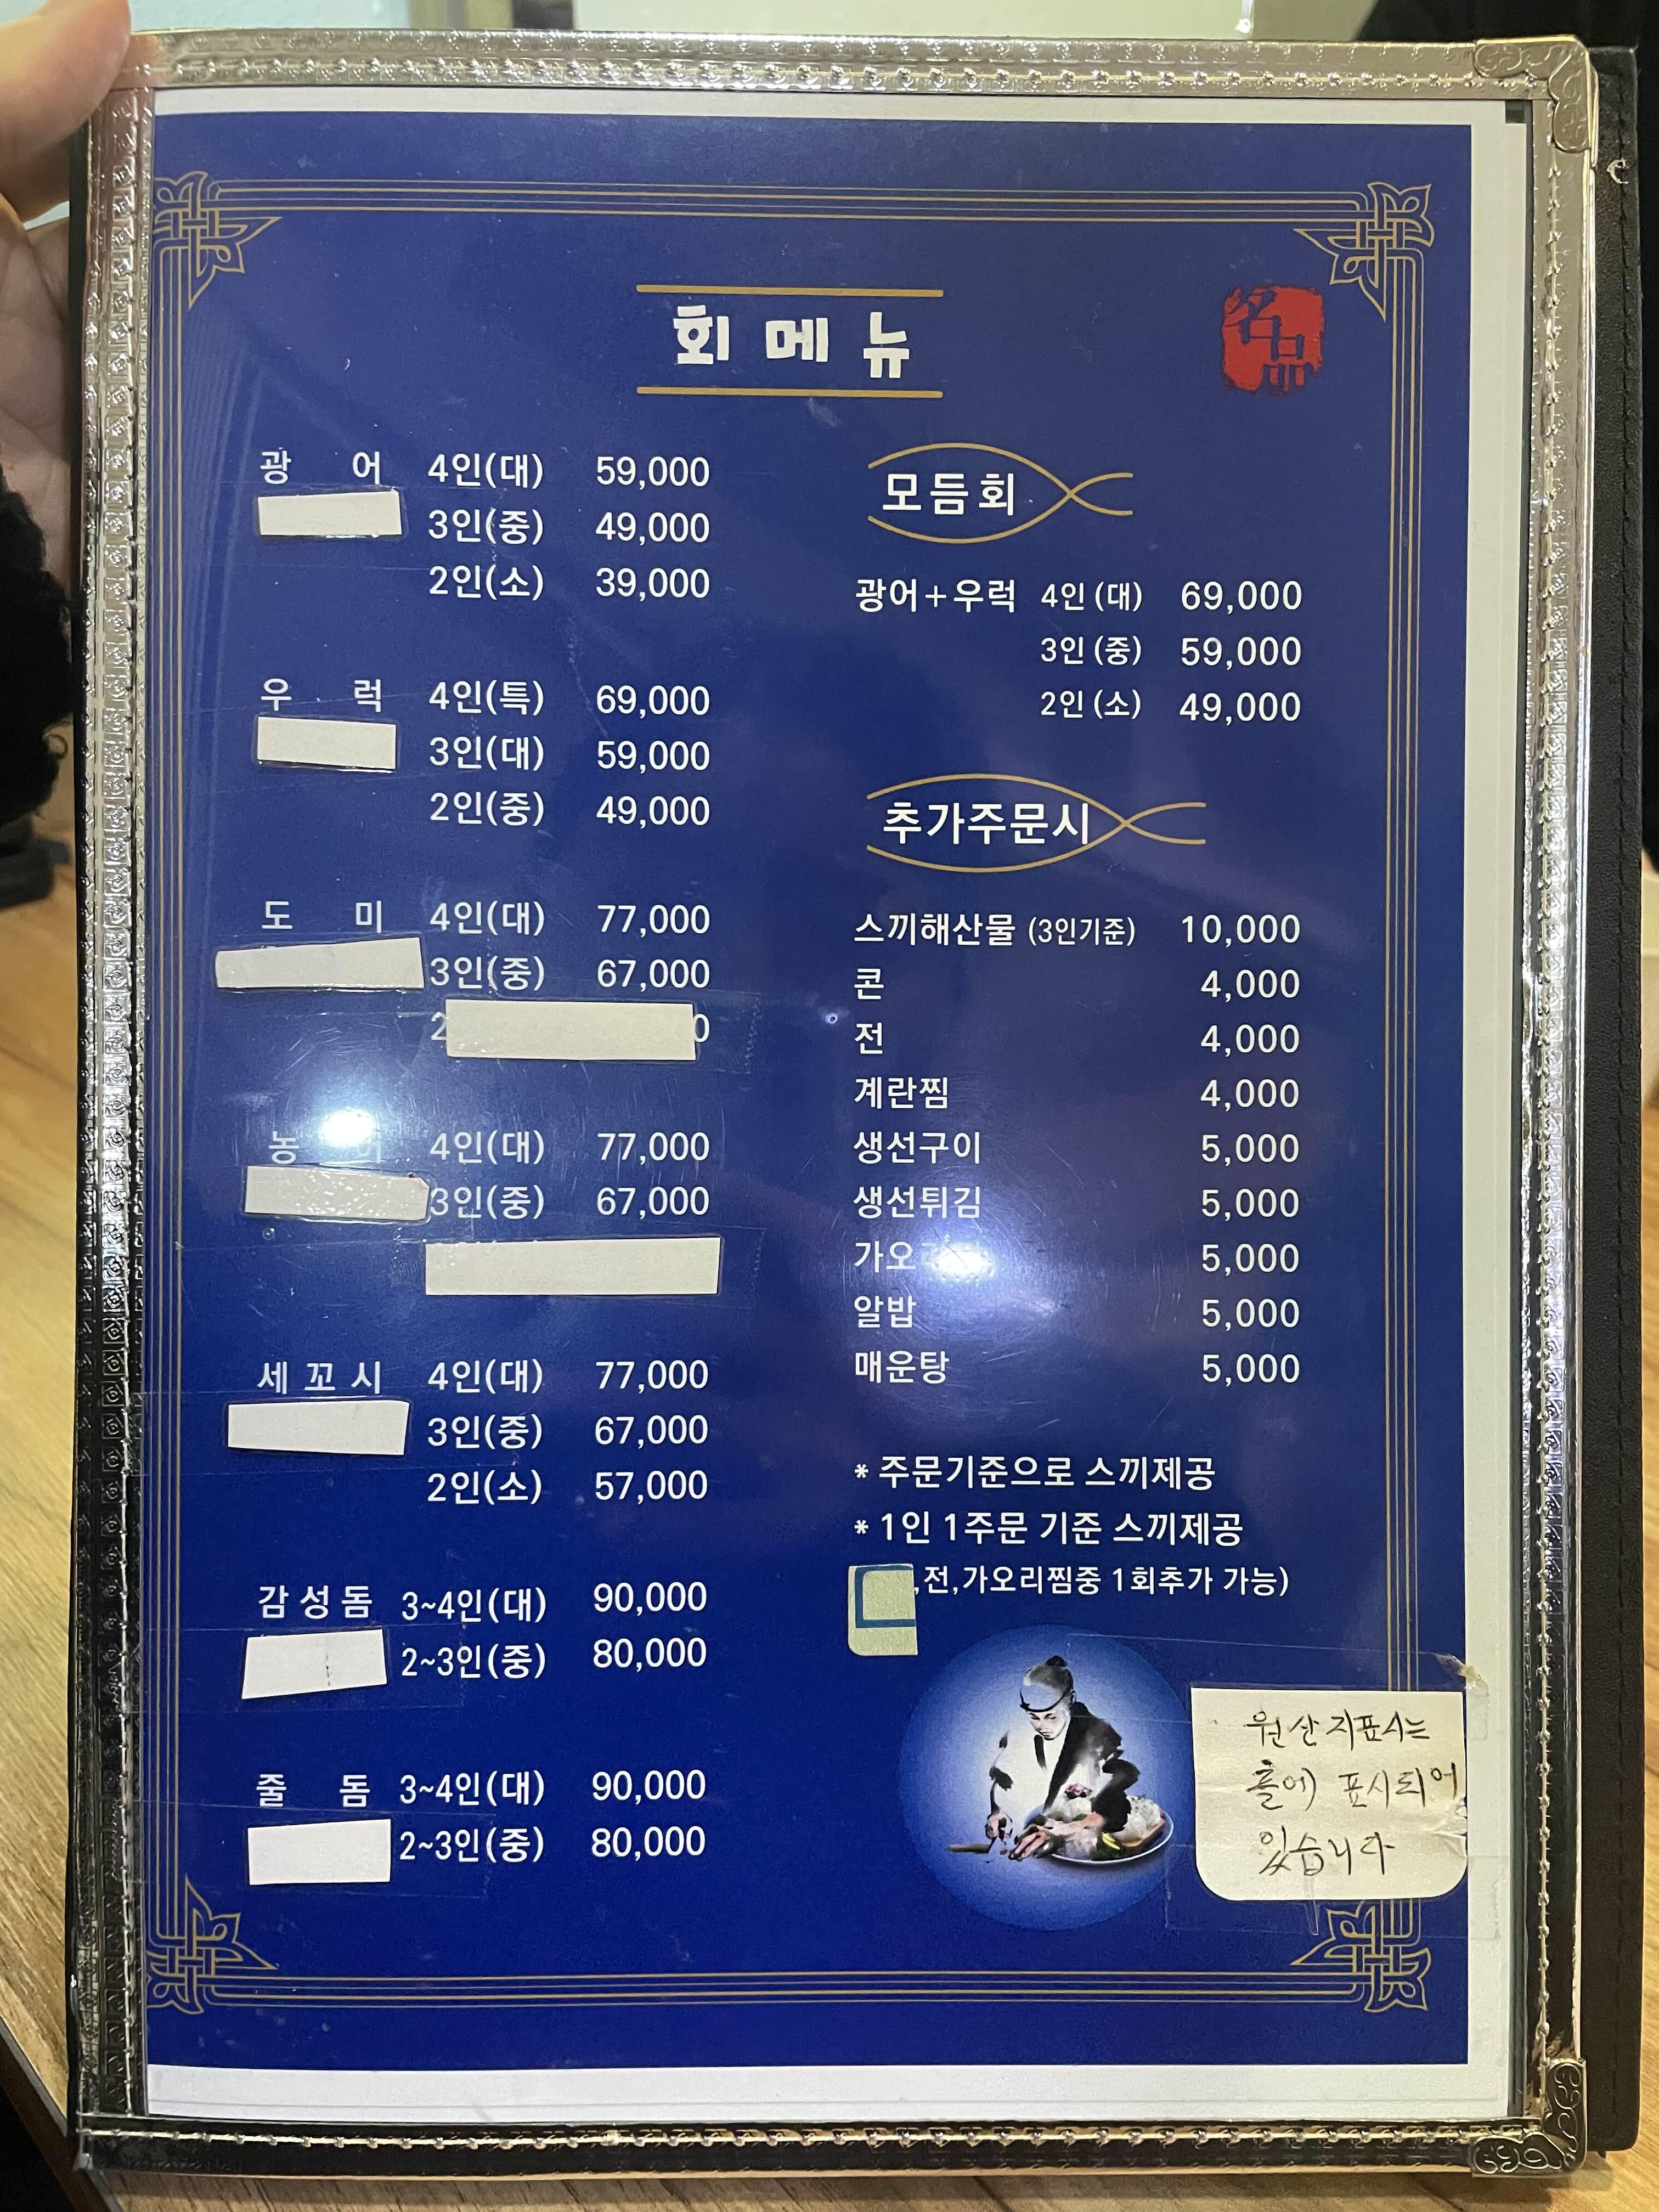 회 메 뉴
名品
광 어 4인(대) 59,000
3인(중) 49,000
2인(소) 39,000
우 럭 4인(특) 69,000
3인(대) 59,000
2인(중) 49,000
도 미 4인(대) 77,000
3인(중) 67,000
농 4인(대) 77,000
3인(중) 67,000
세 꼬 시 4인(대) 77,000
3인(중) 67,000
2인(소) 57,000
감 성 돔 3~4인(대) 90,000
2~3인(중) 80,000
줄 돔 3~4인(대) 90,000
2~3인(중) 80,000
모듬회
광어+우럭 4인 (대) 69,000
3인 (중) 59,000
2인 (소) 49,000
추가주문시
스끼해산물 (3인기준) 10,000
콘 4,000
전 4,000
계란찜 4,000
생선구이 5,000
생선튀김 5,000
5,000
알밥 5,000
매운탕 5,000
* 주문기준으로 스끼제공
* 1인 1주문 기준 스끼제공
,전,가오리찜중 1회추가 가능)
원산지표시는
홀에 표시되어
있습니다